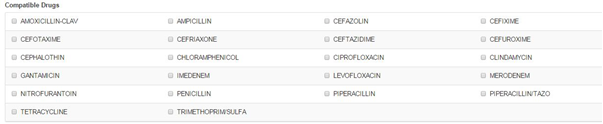 Compatible Drugs
AMOXICILLIN-CLAV AMPICILLIN CEFAZOLIN CEFIXIME
CEFOTAXIME CEFRIAXONE CEFTAZIDIME CEFUROXIME
CEPHALOTHIN CHLORAMPHENICOL CIPROFLOXACIN CLINDAMYCIN
GANTAMICIN IMEDENEM LEVOFLOXACIN MERODENEM
NITROFURANTOIN PENICILLIN PIPERACILLIN PIPERACILLIN/TAZO
TETRACYCLINE TRIMETHOPRIM/SULFA